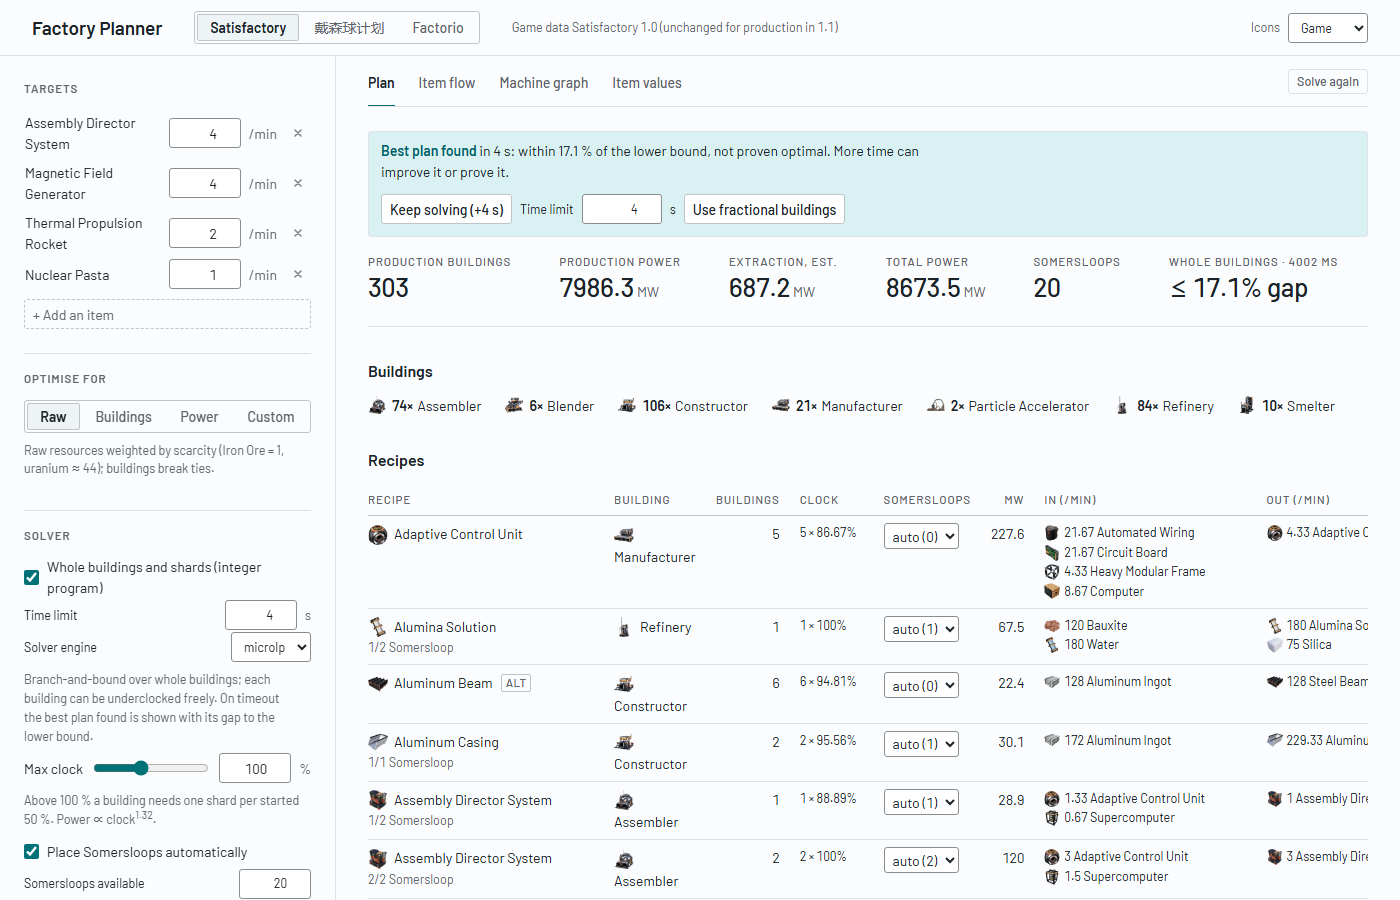 Factory Planner
Satisfactory
戴森球计划
Factorio
Game data Satisfactory 1.0 (unchanged for production in 1.1)
Icons
Game
TARGETS
Assembly Director System
4 /min ×
Magnetic Field Generator
4 /min ×
Thermal Propulsion Rocket
2 /min ×
Nuclear Pasta
1 /min ×
+ Add an item
OPTIMISE FOR
Raw Buildings Power Custom
Raw resources weighted by scarcity (Iron Ore = 1,
uranium ≈ 44); buildings break ties.
SOLVER
Whole buildings and shards (integer
program)
Time limit 4 s
Solver engine microlp
Branch-and-bound over whole buildings; each
building can be underclocked freely. On timeout
the best plan found is shown with its gap to the
lower bound.
Max clock 100 %
Above 100 % a building needs one shard per started
50 %. Power ∝ clock1.32.
Place Somersloops automatically
Somersloops available 20
Plan Item flow Machine graph Item values
Solve again
Best plan found in 4 s: within 17.1 % of the lower bound, not proven optimal. More time can
improve it or prove it.
Keep solving (+4 s) Time limit 4 s Use fractional buildings
PRODUCTION BUILDINGS
303
PRODUCTION POWER
7986.3 MW
EXTRACTION, EST.
687.2 MW
TOTAL POWER
8673.5 MW
SOMERSLOOPS
20
WHOLE BUILDINGS · 4002 MS
≤ 17.1% gap
Buildings
74× Assembler 6× Blender 106× Constructor 21× Manufacturer 2× Particle Accelerator 84× Refinery 10× Smelter
Recipes
RECIPE BUILDING BUILDINGS CLOCK SOMERSLOOPS MW IN (/MIN) OUT (/MIN)
Adaptive Control Unit
Manufacturer
5
5 × 86.67%
auto (0)
227.6
21.67 Automated Wiring
21.67 Circuit Board
4.33 Heavy Modular Frame
8.67 Computer
4.33 Adaptive C
Alumina Solution
1/2 Somersloop
Refinery
1
1 × 100%
auto (1)
67.5
120 Bauxite
180 Water
180 Alumina So
75 Silica
Aluminum Beam ALT
Constructor
6
6 × 94.81%
auto (0)
22.4
128 Aluminum Ingot
128 Steel Beam
Aluminum Casing
1/1 Somersloop
Constructor
2
2 × 95.56%
auto (1)
30.1
172 Aluminum Ingot
229.33 Aluminu
Assembly Director System
1/2 Somersloop
Assembler
1
1 × 88.89%
auto (1)
28.9
1.33 Adaptive Control Unit
0.67 Supercomputer
1 Assembly Dire
Assembly Director System
2/2 Somersloop
Assembler
2
2 × 100%
auto (2)
120
3 Adaptive Control Unit
1.5 Supercomputer
3 Assembly Dire